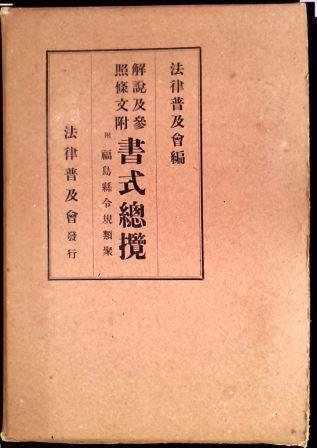 法律普及會編
解說及參
照條文附
書式總攬
附 福島縣令規類聚
法律普及會發行